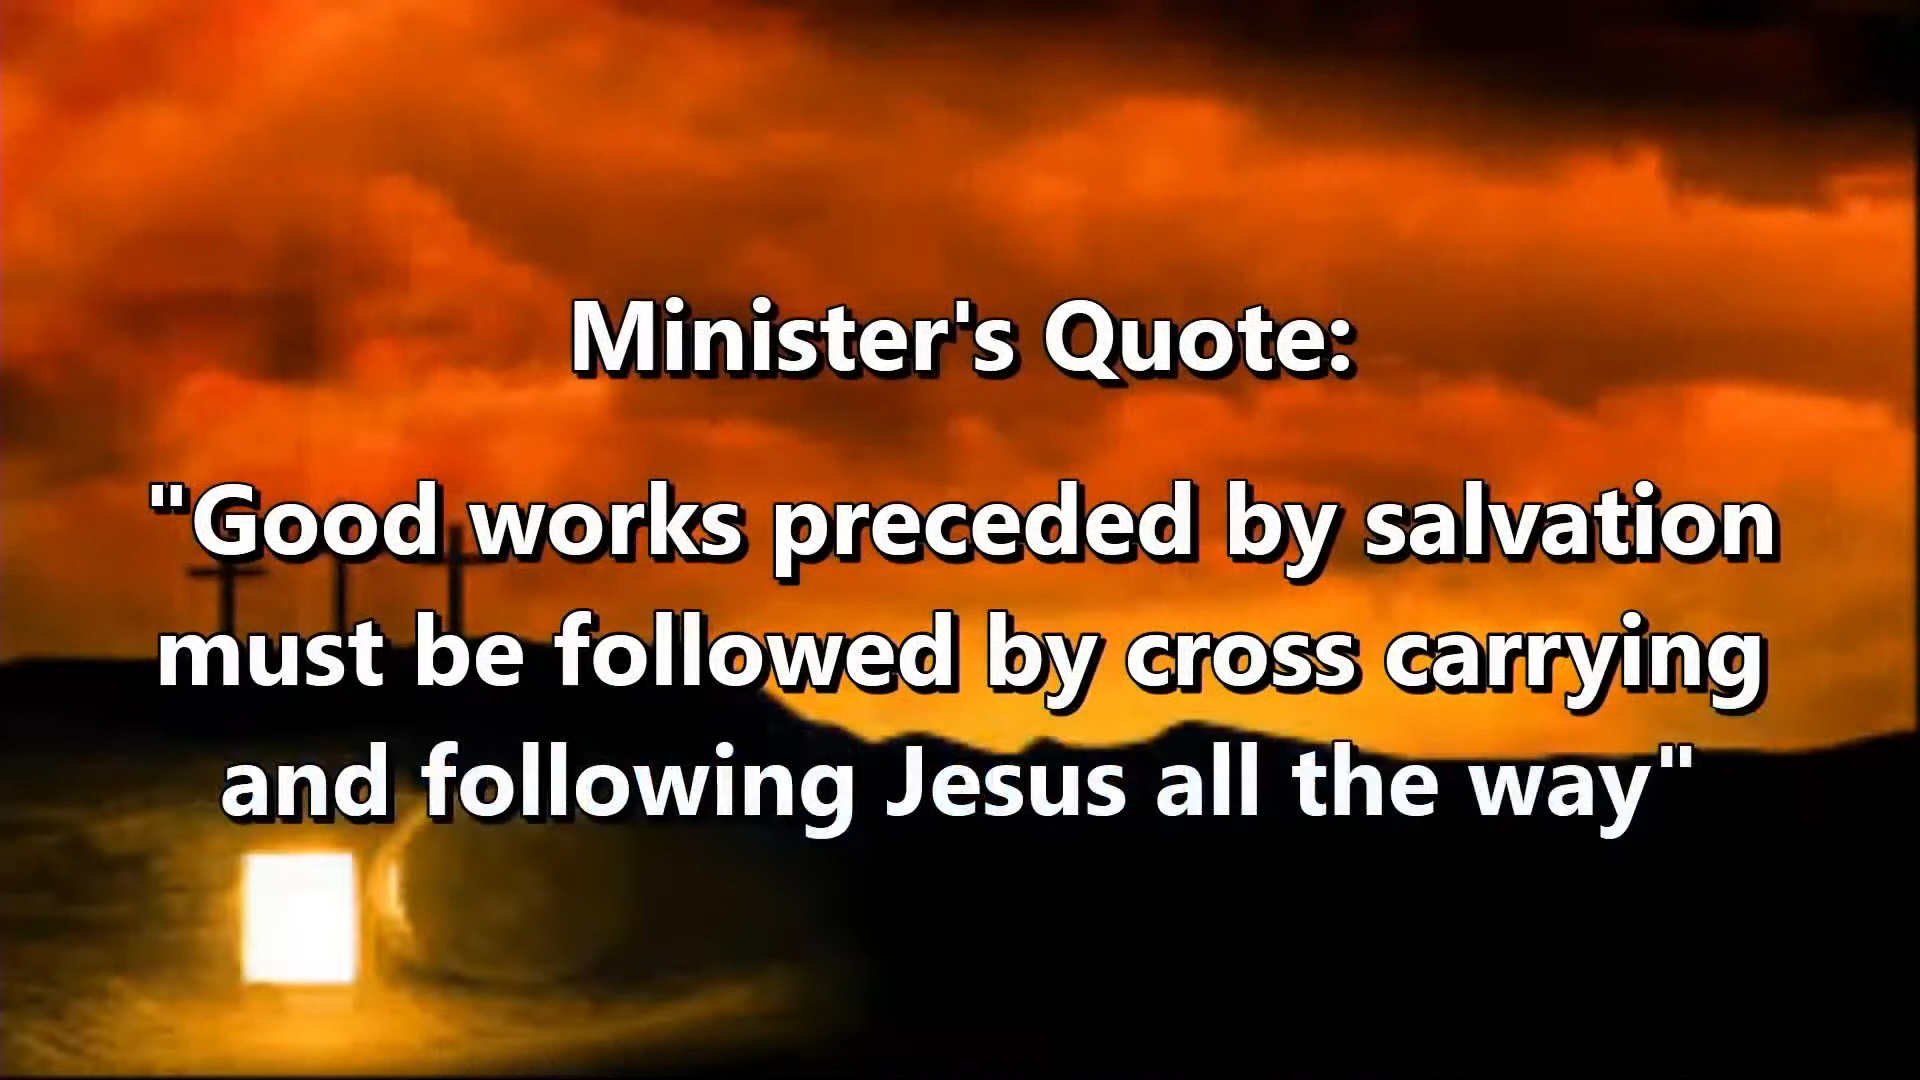 Minister's Quote:
"Good works preceded by salvation
must be followed by cross carrying
and following Jesus all the way"